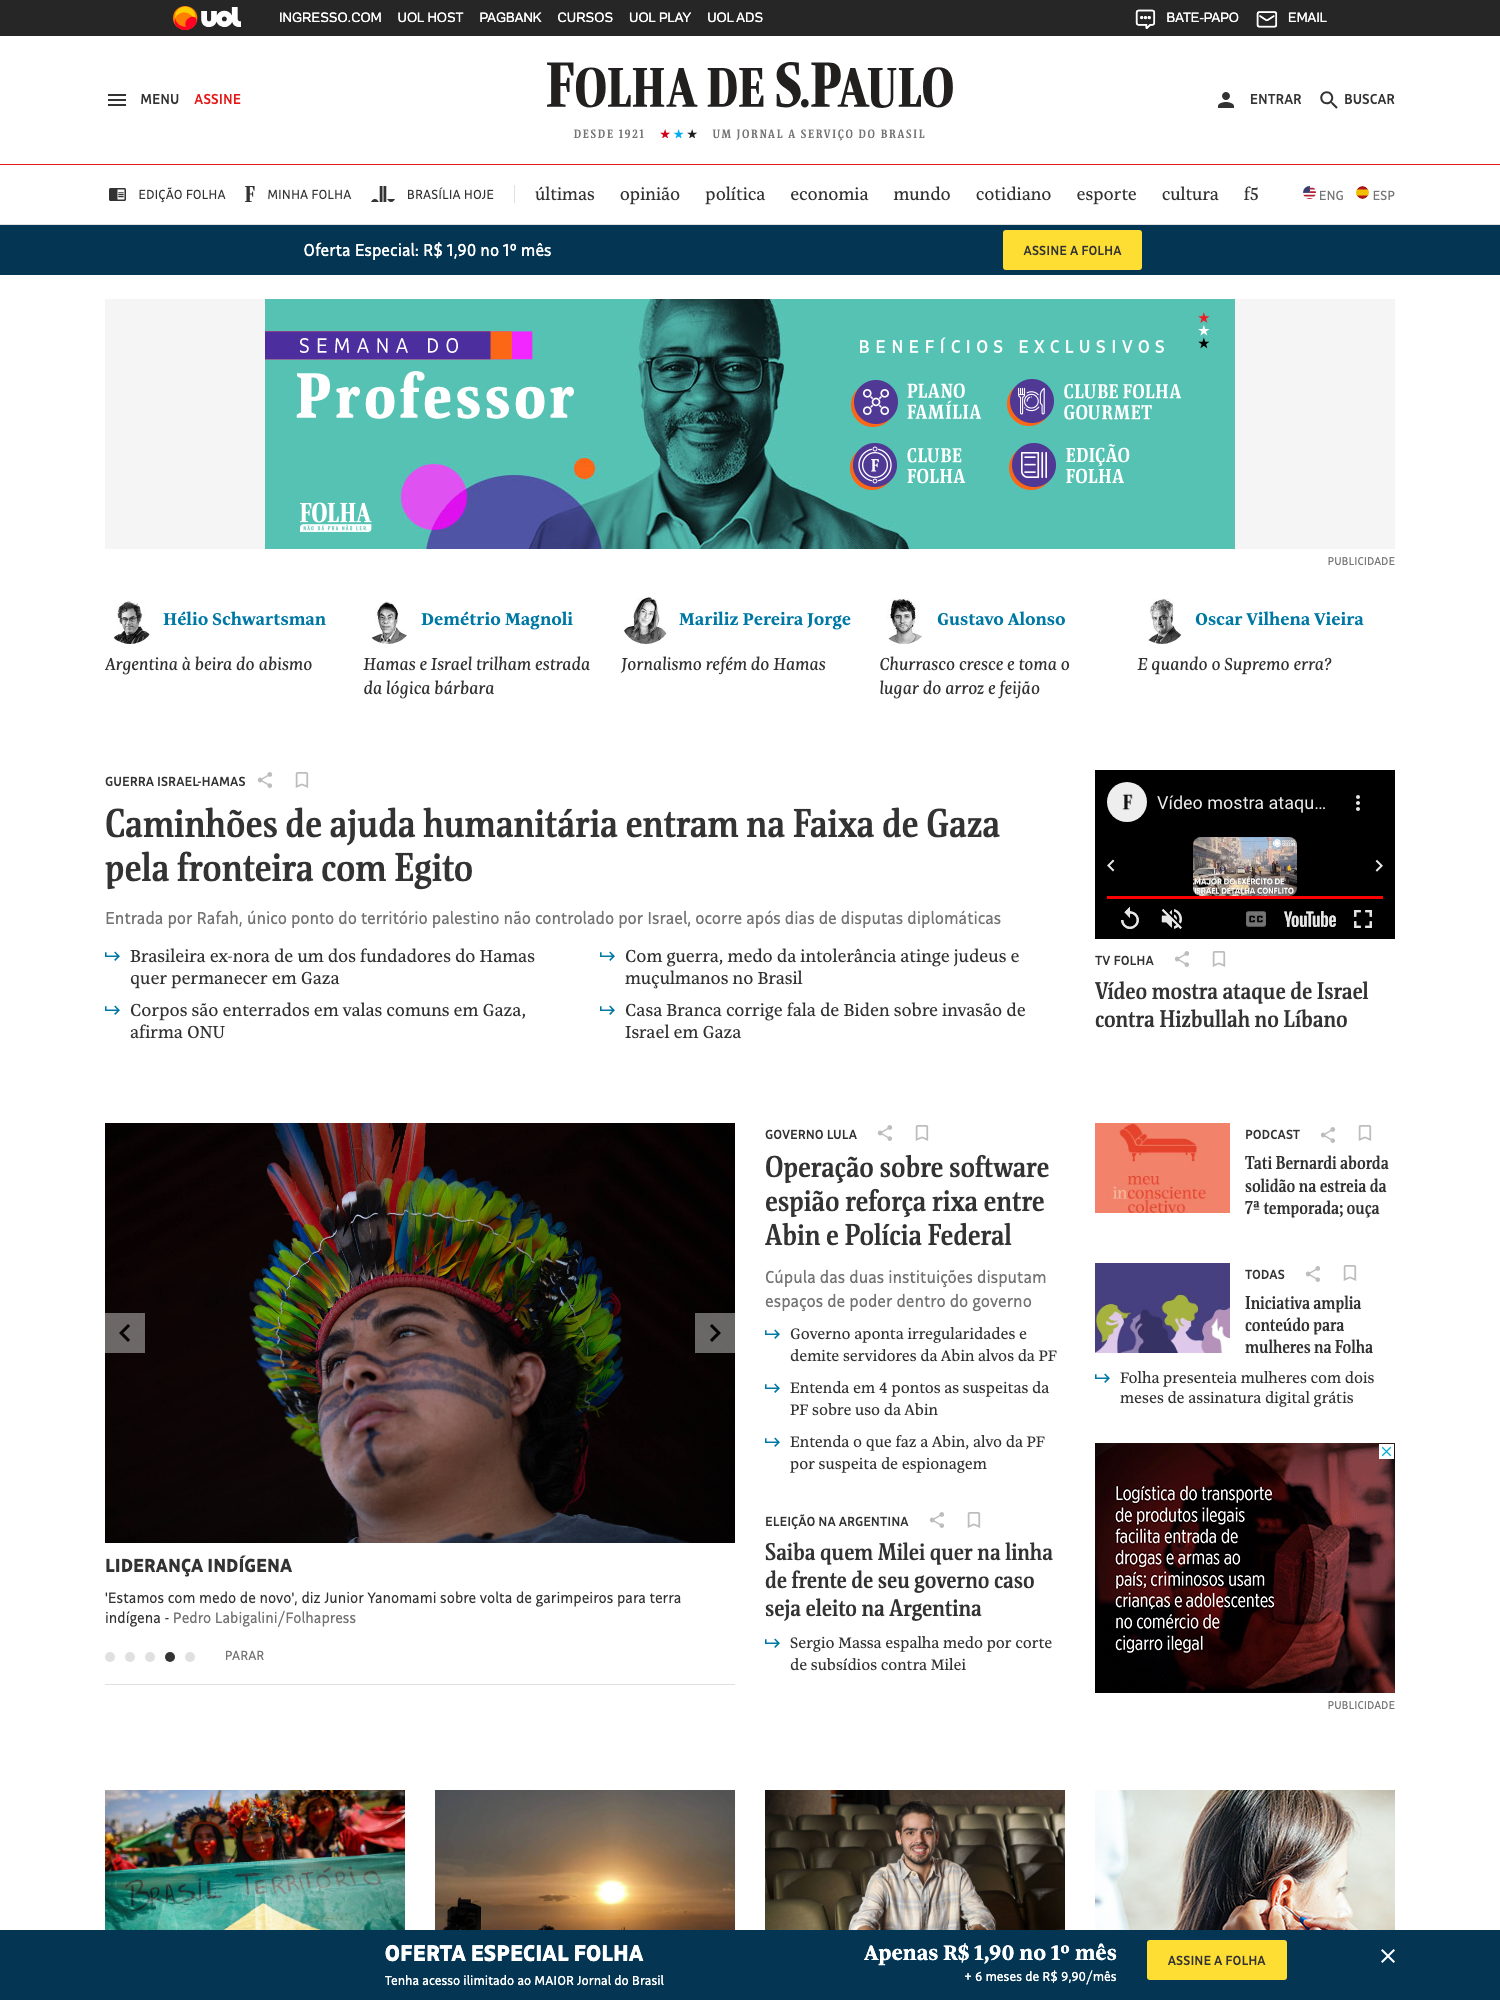 uol INGRESSO.COM UOL HOST PAGBANK CURSOS UOL PLAY UOL ADS BATE-PAPO EMAIL
MENU ASSINE
FOLHA DE S.PAULO
DESDE 1921 ★★★ UM JORNAL A SERVIÇO DO BRASIL
ENTRAR BUSCAR
EDIÇÃO FOLHA F MINHA FOLHA BRASÍLIA HOJE últimas opinião política economia mundo cotidiano esporte cultura f5 ENG ESP
Oferta Especial: R$ 1,90 no 1º mês ASSINE A FOLHA
SEMANA DO
Professor
FOLHA
NÃO DÁ PRA NÃO LER
BENEFÍCIOS EXCLUSIVOS
PLANO
FAMÍLIA
CLUBE FOLHA
GOURMET
F
CLUBE
FOLHA
EDIÇÃO
FOLHA
PUBLICIDADE
Hélio Schwartsman
Argentina à beira do abismo
Demétrio Magnoli
Hamas e Israel trilham estrada
da lógica bárbara
Mariliz Pereira Jorge
Jornalismo refém do Hamas
Gustavo Alonso
Churrasco cresce e toma o
lugar do arroz e feijão
Oscar Vilhena Vieira
E quando o Supremo erra?
GUERRA ISRAEL-HAMAS
Caminhões de ajuda humanitária entram na Faixa de Gaza
pela fronteira com Egito
Entrada por Rafah, único ponto do território palestino não controlado por Israel, ocorre após dias de disputas diplomáticas
Brasileira ex-nora de um dos fundadores do Hamas
quer permanecer em Gaza
Corpos são enterrados em valas comuns em Gaza,
afirma ONU
Com guerra, medo da intolerância atinge judeus e
muçulmanos no Brasil
Casa Branca corrige fala de Biden sobre invasão de
Israel em Gaza
F Vídeo mostra ataqu...
MAJOR DO EXÉRCITO DE
ISRAEL DETALHA CONFLITO
CC YouTube
TV FOLHA
Vídeo mostra ataque de Israel
contra Hizbullah no Líbano
LIDERANÇA INDÍGENA
'Estamos com medo de novo', diz Junior Yanomami sobre volta de garimpeiros para terra
indígena - Pedro Labigalini/Folhapress
PARAR
GOVERNO LULA
Operação sobre software
espião reforça rixa entre
Abin e Polícia Federal
Cúpula das duas instituições disputam
espaços de poder dentro do governo
Governo aponta irregularidades e
demite servidores da Abin alvos da PF
Entenda em 4 pontos as suspeitas da
PF sobre uso da Abin
Entenda o que faz a Abin, alvo da PF
por suspeita de espionagem
ELEIÇÃO NA ARGENTINA
Saiba quem Milei quer na linha
de frente de seu governo caso
seja eleito na Argentina
Sergio Massa espalha medo por corte
de subsídios contra Milei
meu
inconsciente
coletivo
PODCAST
Tati Bernardi aborda
solidão na estreia da
7ª temporada; ouça
TODAS
Iniciativa amplia
conteúdo para
mulheres na Folha
Folha presenteia mulheres com dois
meses de assinatura digital grátis
Logística do transporte
de produtos ilegais
facilita entrada de
drogas e armas ao
país; criminosos usam
crianças e adolescentes
no comércio de
cigarro ilegal
PUBLICIDADE
BRASIL TERRITÓRIO
OFERTA ESPECIAL FOLHA
Tenha acesso ilimitado ao MAIOR Jornal do Brasil
Apenas R$ 1,90 no 1º mês
+ 6 meses de R$ 9,90/mês
ASSINE A FOLHA